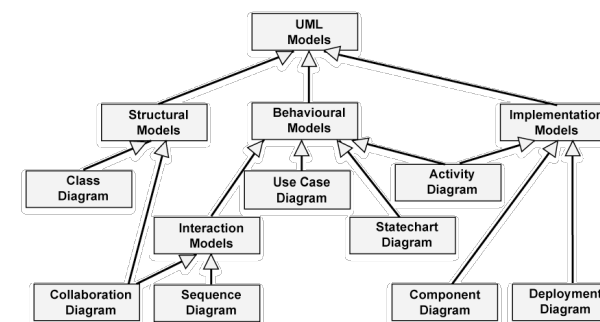 UML
Models
Structural
Models
Behavioural
Models
Implementation
Models
Class
Diagram
Use Case
Diagram
Activity
Diagram
Interaction
Models
Statechart
Diagram
Collaboration
Diagram
Sequence
Diagram
Component
Diagram
Deployment
Diagram